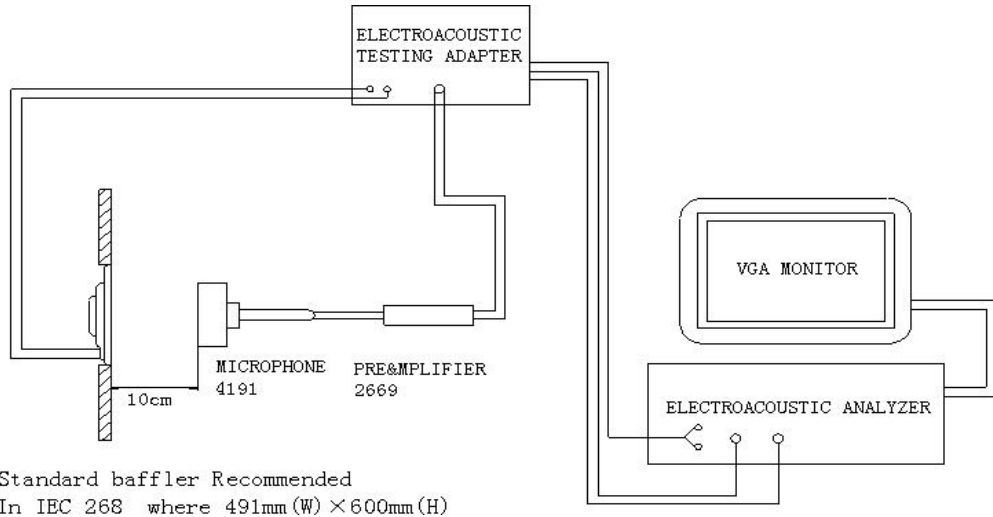 ELECTROACOUSTIC
TESTING ADAPTER
VGA MONITOR
MICROPHONE
4191
PRE&MPLIFIER
2669
10cm
ELECTROACOUSTIC ANALYZER
Standard baffler Recommended
In IEC 268 where 491mm(W)×600mm(H)